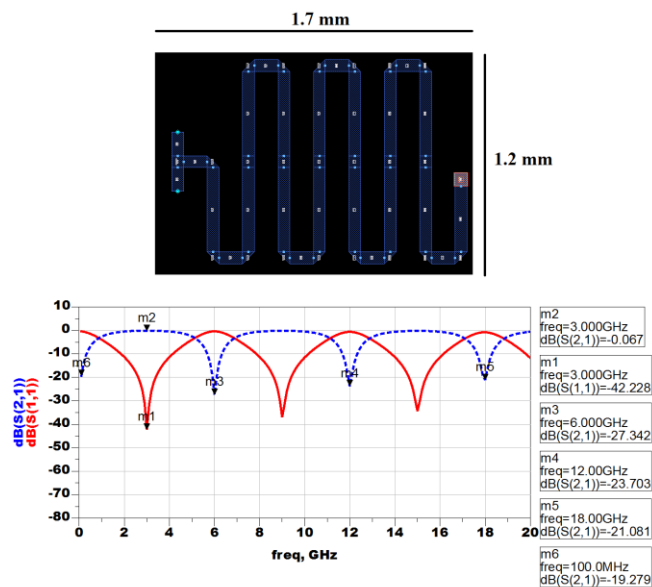 1.7 mm
1.2 mm
10
0
-10
-20
-30
-40
-50
-60
-70
-80
dB(S(2,1))
dB(S(1,1))
m6
m2
m1
m3
m4
m5
0 2 4 6 8 10 12 14 16 18 20
freq, GHz
m2
freq=3.000GHz
dB(S(2,1))=-0.067
m1
freq=3.000GHz
dB(S(1,1))=-42.228
m3
freq=6.000GHz
dB(S(2,1))=-27.342
m4
freq=12.00GHz
dB(S(2,1))=-23.703
m5
freq=18.00GHz
dB(S(2,1))=-21.081
m6
freq=100.0MHz
dB(S(2,1))=-19.279